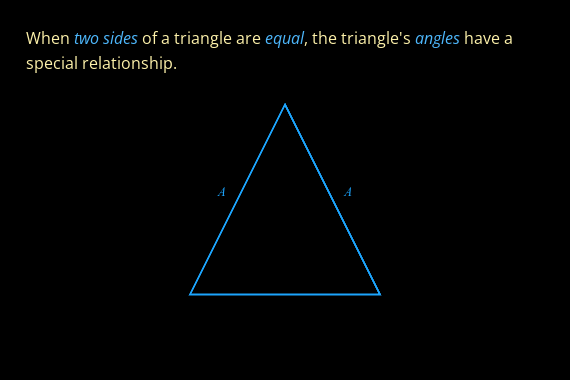 When two sides of a triangle are equal, the triangle's angles have a
special relationship.
A A